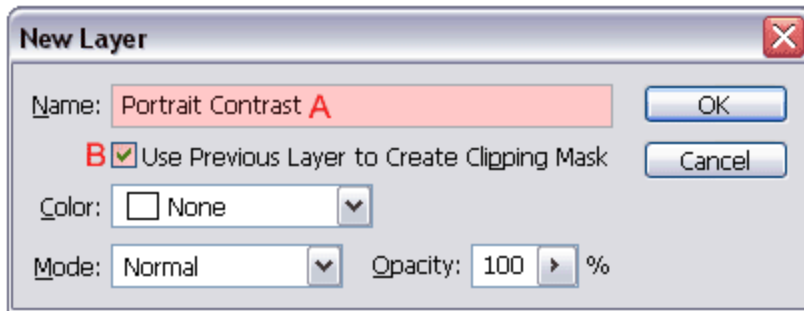 New Layer
Name: Portrait Contrast A
OK
B Use Previous Layer to Create Clipping Mask
Cancel
Color: None
Mode: Normal Opacity: 100 %